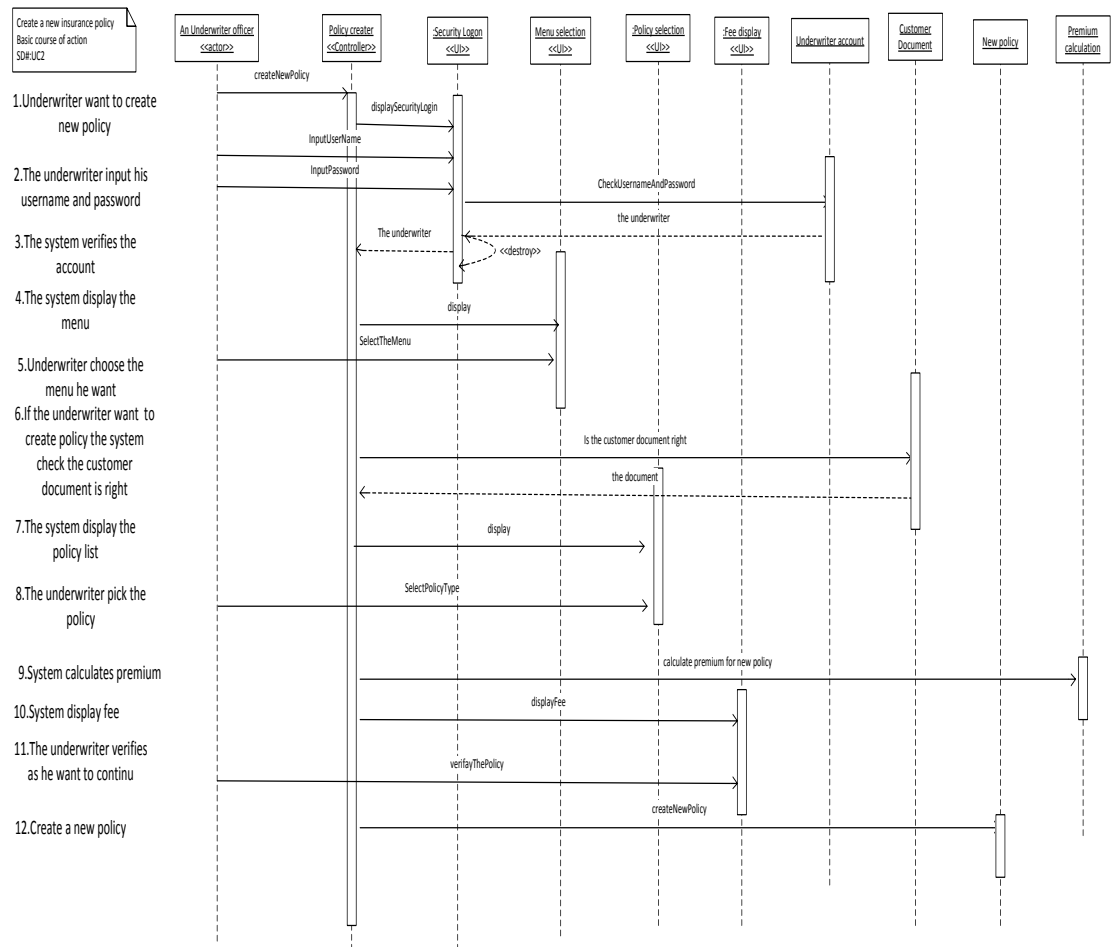 Create a new insurance policy
Basic course of action
SD#:UC2
An Underwriter officer
<<actor>>
Policy creater
<<Controller>>
:Security Logon
<<UI>>
Menu selection
<<UI>>
:Policy selection
<<UI>>
:Fee display
<<UI>>
Underwriter account
Customer
Document
New policy
Premium
calculation
createNewPolicy
1.Underwriter want to create
new policy
displaySecurityLogin
InputUserName
InputPassword
2.The underwriter input his
username and password
CheckUsernameAndPassword
the underwriter
The underwriter
<<destroy>>
3.The system verifies the
account
4.The system display the
menu
display
SelectTheMenu
5.Underwriter choose the
menu he want
6.If the underwriter want to
create policy the system
check the customer
document is right
Is the customer document right
the document
7.The system display the
policy list
display
8.The underwriter pick the
policy
SelectPolicyType
9.System calculates premium
calculate premium for new policy
10.System display fee
displayFee
11.The underwriter verifies
as he want to continu
verifayThePolicy
createNewPolicy
12.Create a new policy